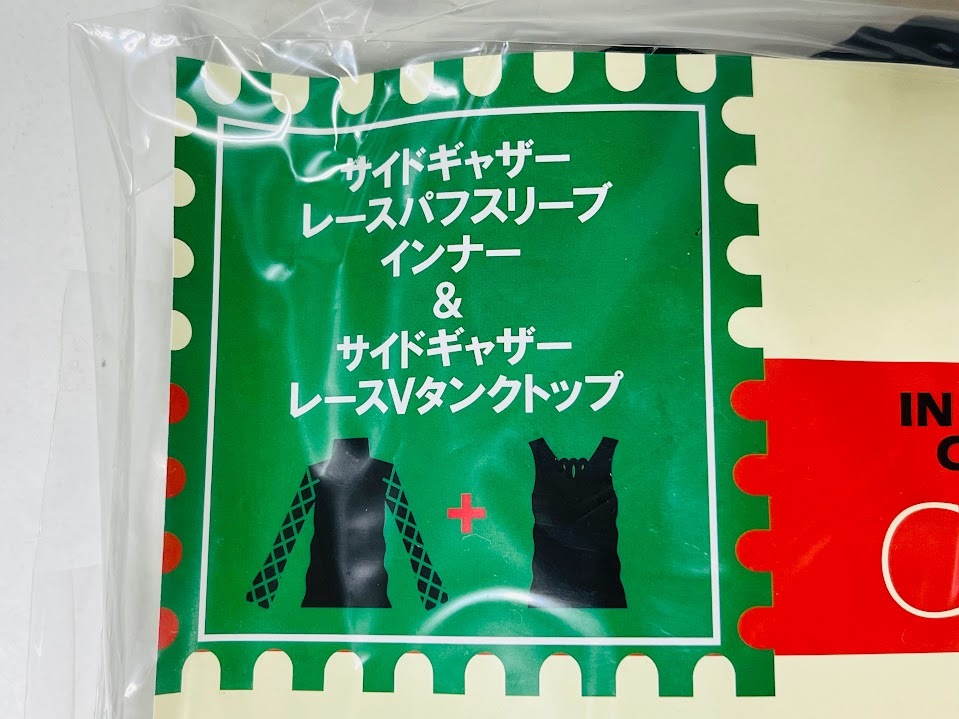 サイドギャザー
レースパフスリーブ
インナー
&
サイドギャザー
レースVタンクトップ
IN